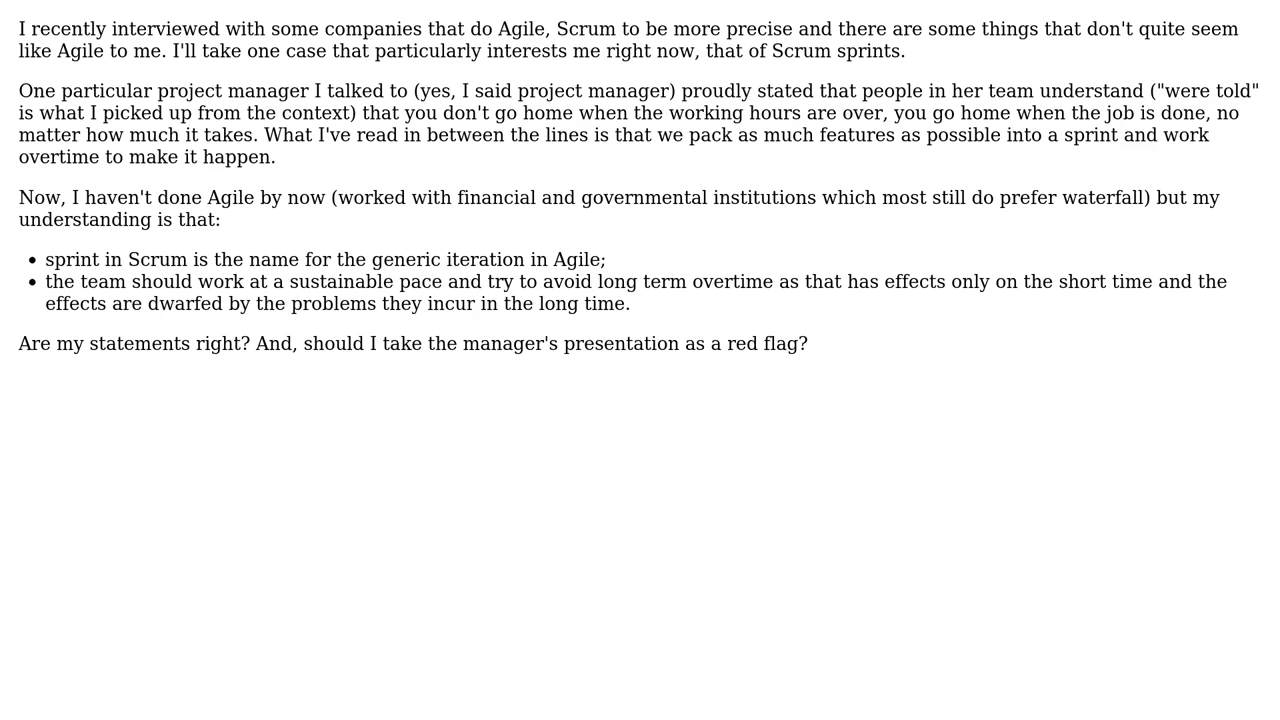 I recently interviewed with some companies that do Agile, Scrum to be more precise and there are some things that don't quite seem
like Agile to me. I'll take one case that particularly interests me right now, that of Scrum sprints.
One particular project manager I talked to (yes, I said project manager) proudly stated that people in her team understand ("were told"
is what I picked up from the context) that you don't go home when the working hours are over, you go home when the job is done, no
matter how much it takes. What I've read in between the lines is that we pack as much features as possible into a sprint and work
overtime to make it happen.
Now, I haven't done Agile by now (worked with financial and governmental institutions which most still do prefer waterfall) but my
understanding is that:
• sprint in Scrum is the name for the generic iteration in Agile;
• the team should work at a sustainable pace and try to avoid long term overtime as that has effects only on the short time and the
effects are dwarfed by the problems they incur in the long time.
Are my statements right? And, should I take the manager's presentation as a red flag?